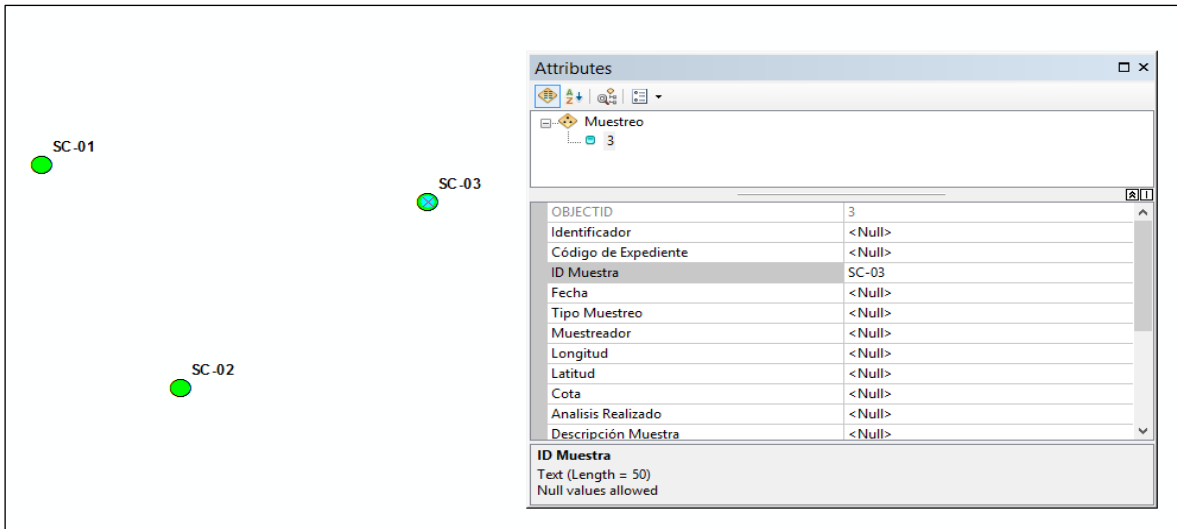 SC-01
SC-03
SC-02
Attributes
Muestreo
3
OBJECTID 3
Identificador <Null>
Código de Expediente <Null>
ID Muestra SC-03
Fecha <Null>
Tipo Muestreo <Null>
Muestreador <Null>
Longitud <Null>
Latitud <Null>
Cota <Null>
Analisis Realizado <Null>
Descripción Muestra <Null>
ID Muestra
Text (Length = 50)
Null values allowed